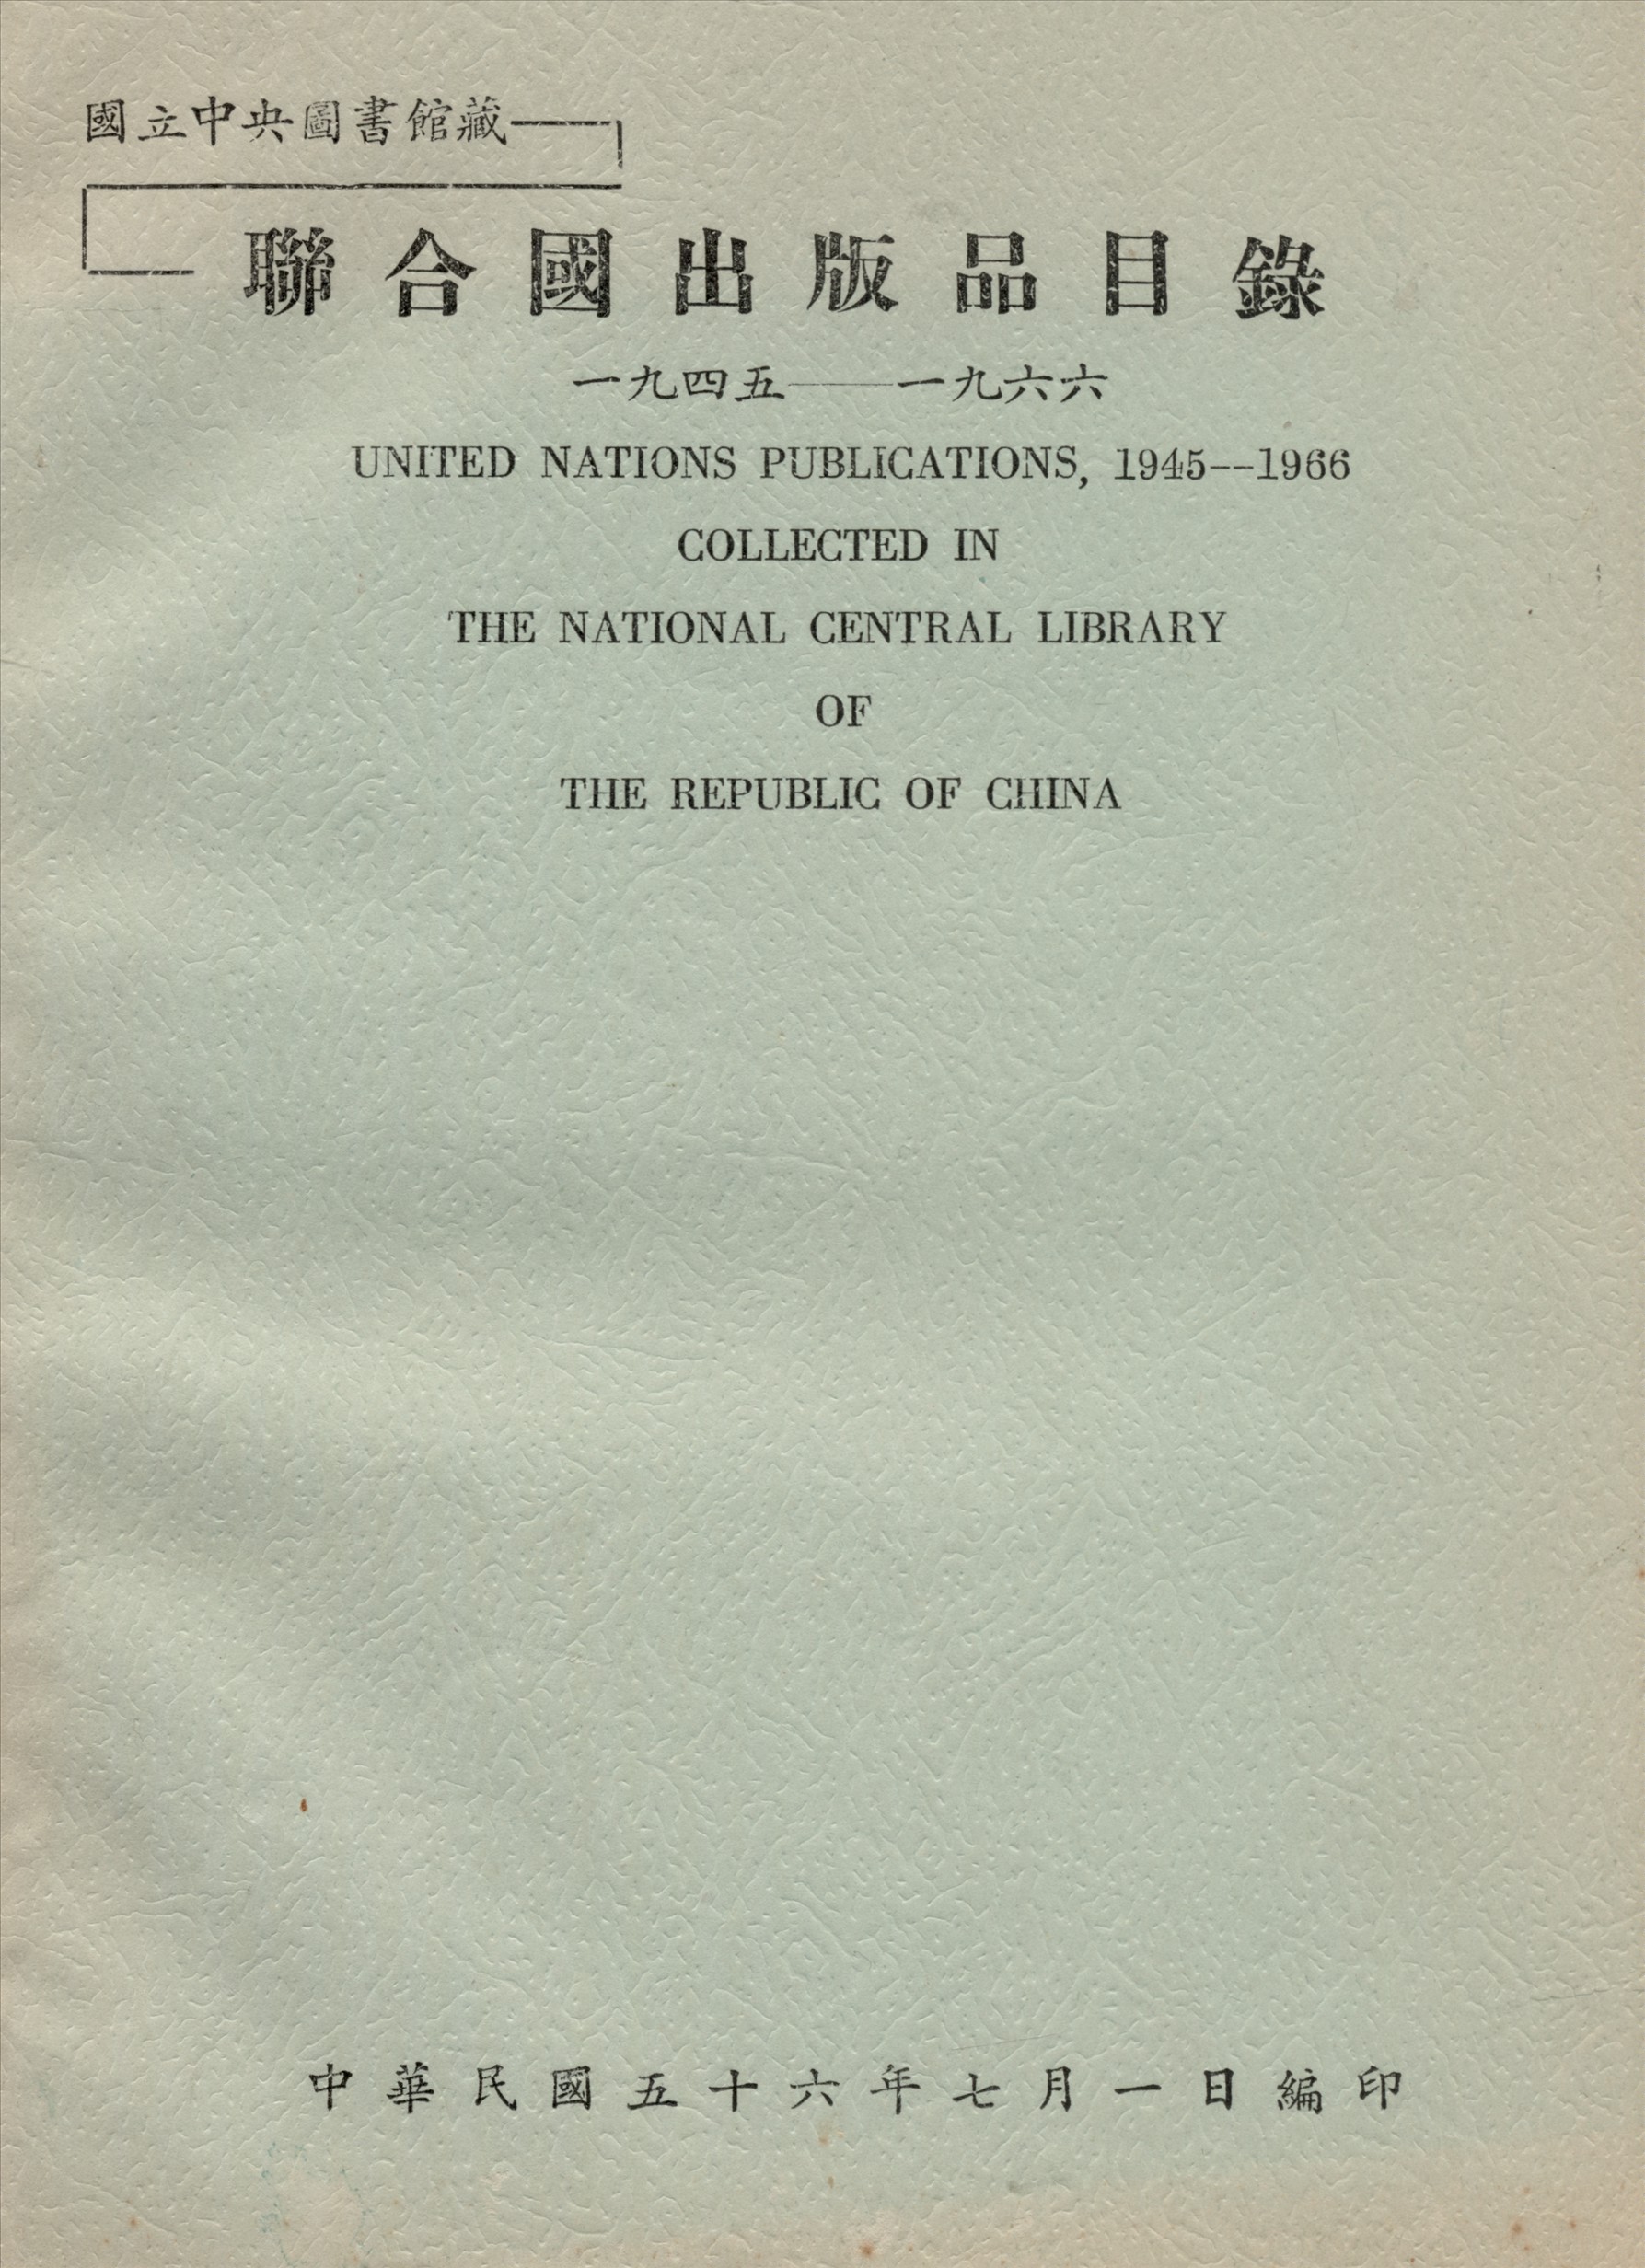 國立中央圖書館藏
聯合國出版品目錄
一九四五——一九六六
UNITED NATIONS PUBLICATIONS, 1945--1966
COLLECTED IN
THE NATIONAL CENTRAL LIBRARY
OF
THE REPUBLIC OF CHINA
中華民國五十六年七月一日編印